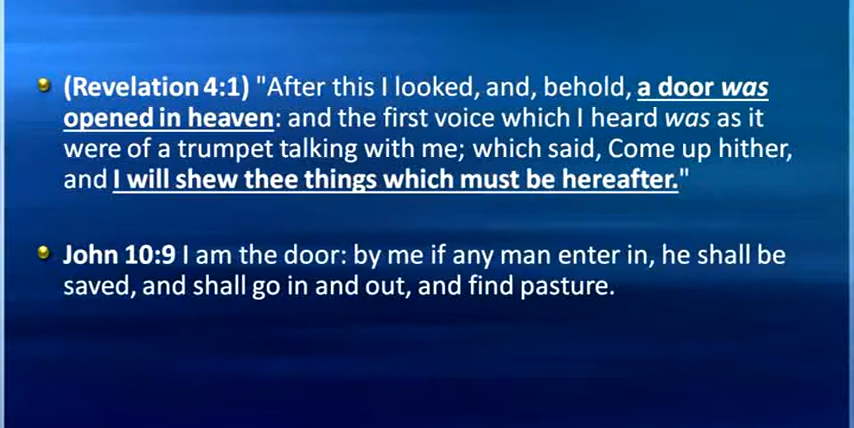 (Revelation 4:1) "After this I looked, and, behold, a door was
opened in heaven: and the first voice which I heard was as it
were of a trumpet talking with me; which said, Come up hither,
and I will shew thee things which must be hereafter."
John 10:9 I am the door: by me if any man enter in, he shall be
saved, and shall go in and out, and find pasture.